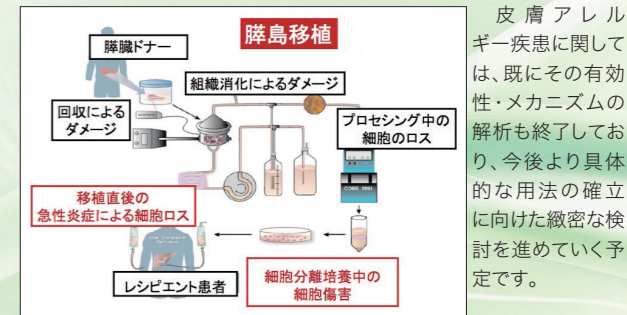 膵島移植
膵臓ドナー
組織消化によるダメージ
回収による
ダメージ
プロセシング中の
細胞のロス
COBE 2991
移植直後の
急性炎症による細胞ロス
レシピエント患者
細胞分離培養中の
細胞傷害
皮膚アレル
ギー疾患に関して
は、既にその有効
性・メカニズムの
解析も終了してお
り、今後より具体
的な用法の確立
に向けた緻密な検
討を進めていく予
定です。